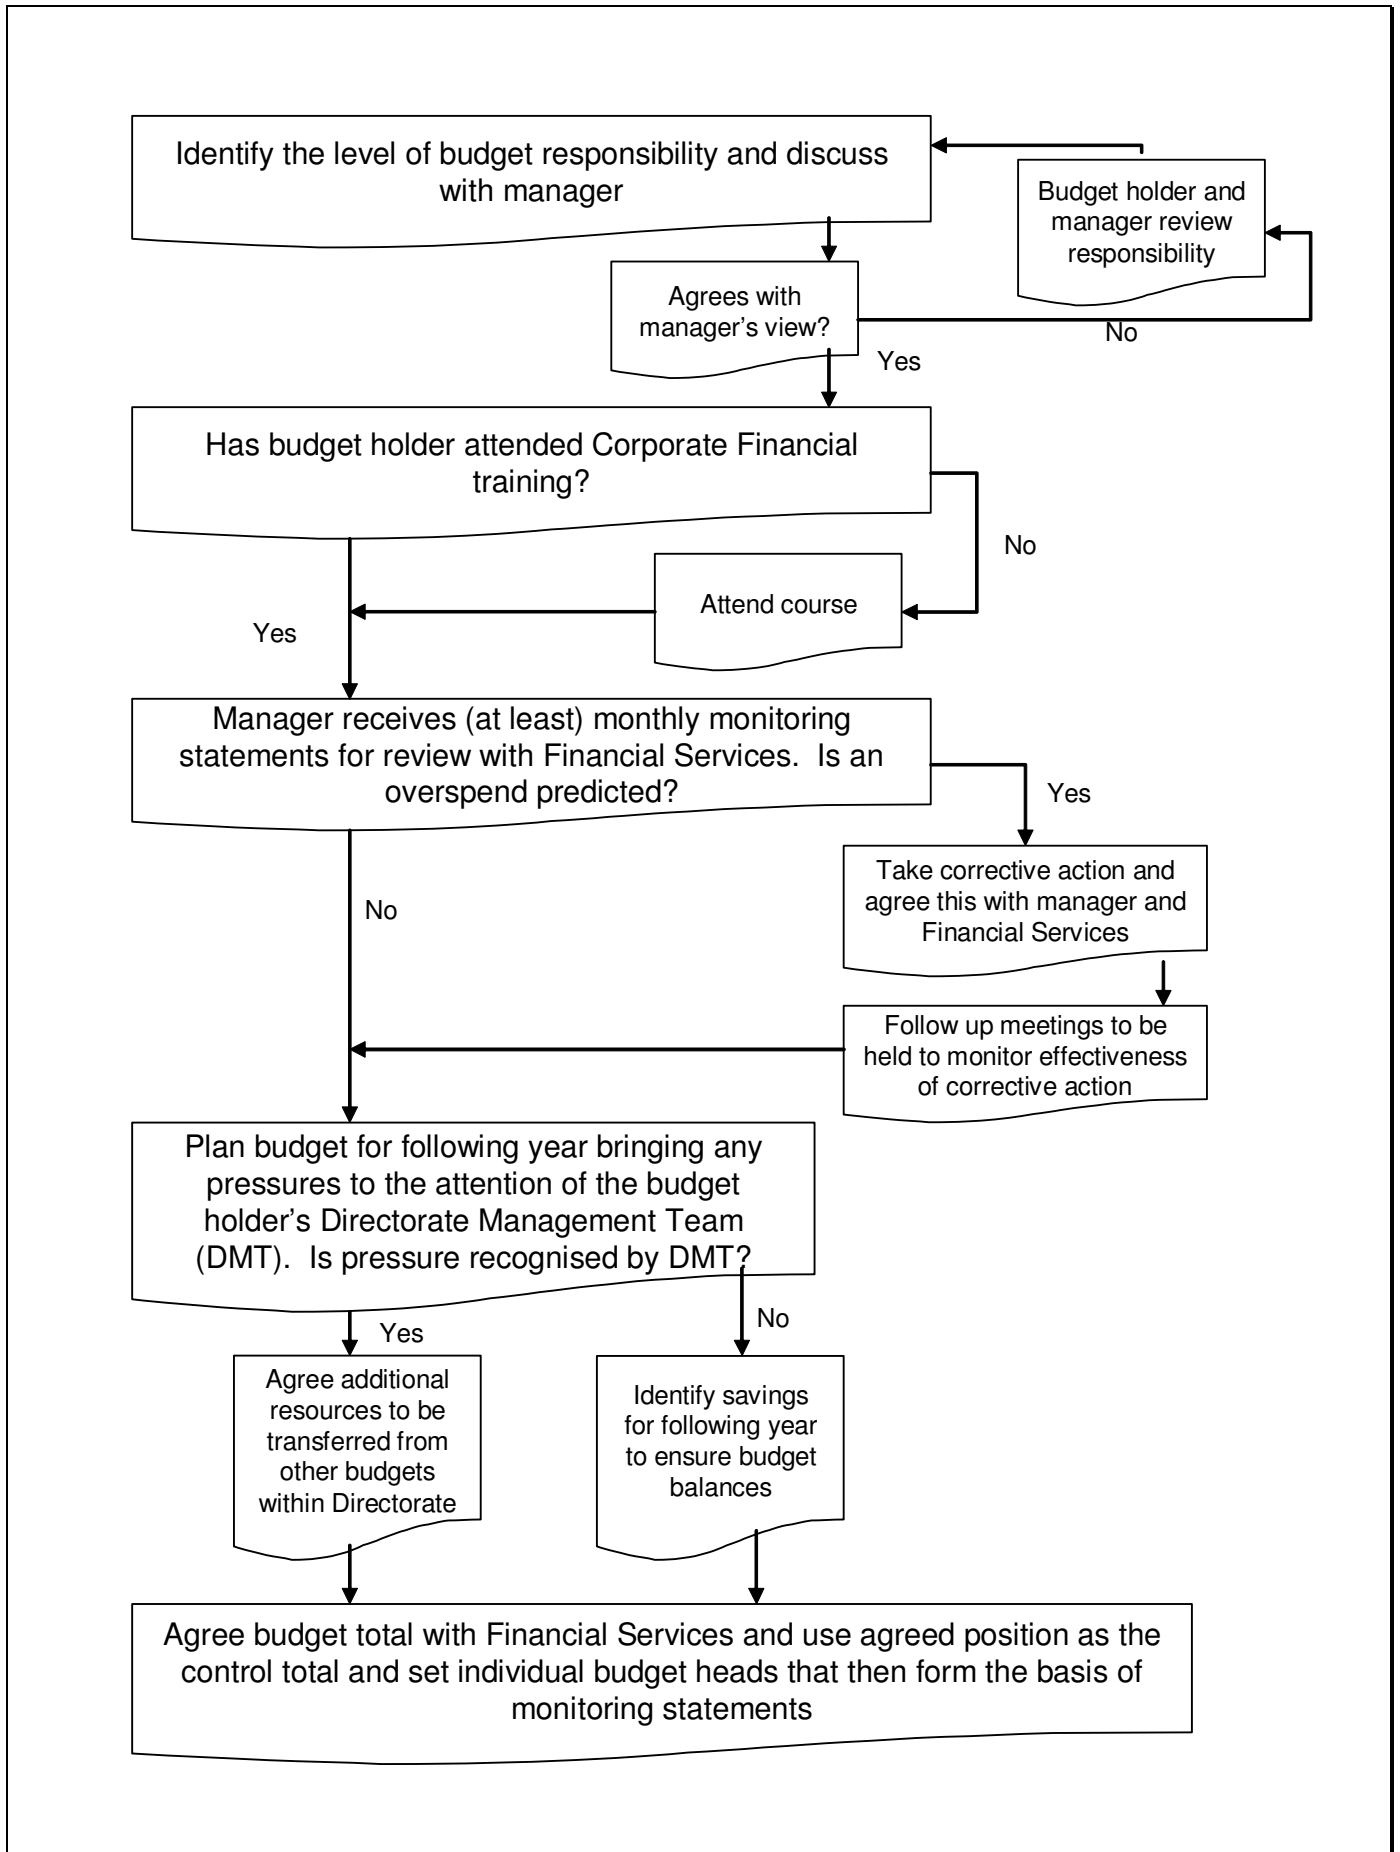 Identify the level of budget responsibility and discuss
with manager
Budget holder and
manager review
responsibility
Agrees with
manager's view?
No
Yes
Has budget holder attended Corporate Financial
training?
No
Attend course
Yes
Manager receives (at least) monthly monitoring
statements for review with Financial Services.  Is an
overspend predicted?
Yes
Take corrective action and
agree this with manager and
Financial Services
No
Follow up meetings to be
held to monitor effectiveness
of corrective action
Plan budget for following year bringing any
pressures to the attention of the budget
holder's Directorate Management Team
(DMT).  Is pressure recognised by DMT?
Yes
No
Agree additional
resources to be
transferred from
other budgets
within Directorate
Identify savings
for following year
to ensure budget
balances
Agree budget total with Financial Services and use agreed position as the
control total and set individual budget heads that then form the basis of
monitoring statements